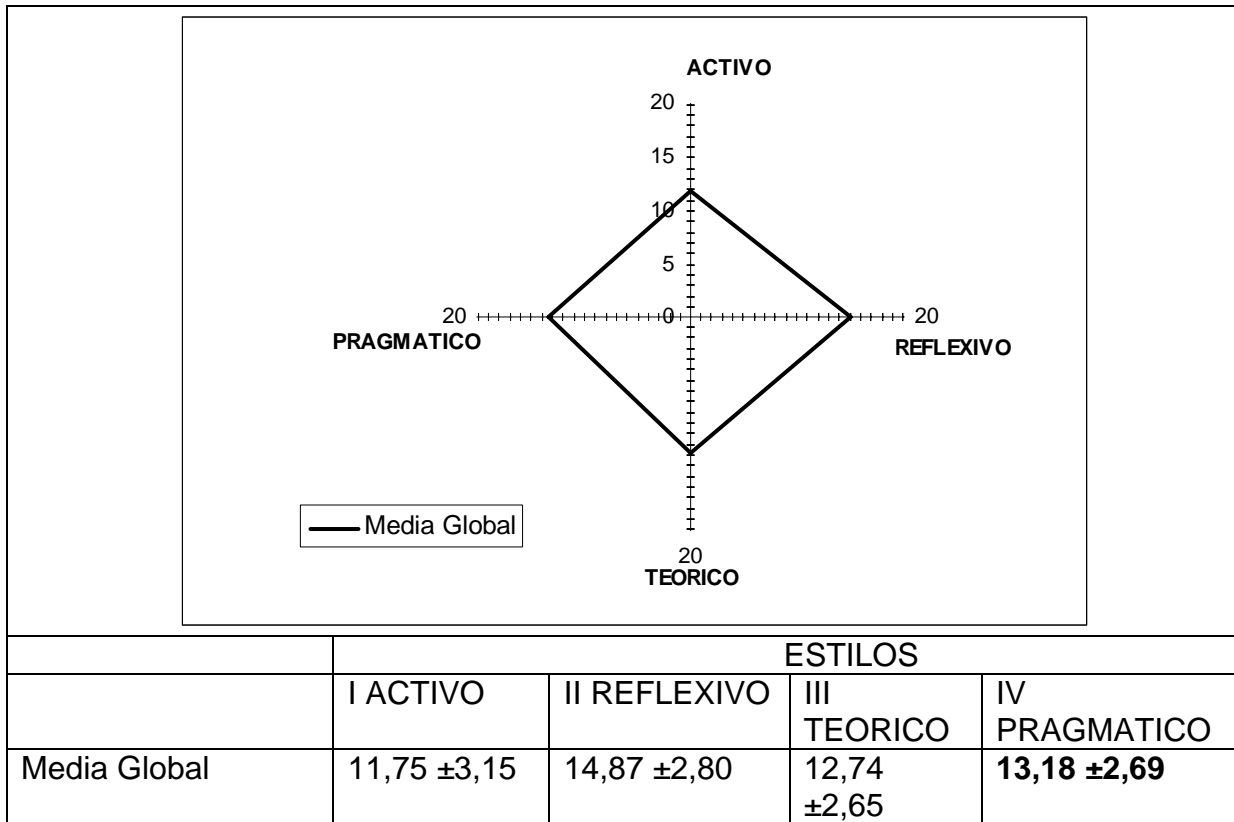 ACTIVO
20
15
10
5
20
0
20
PRAGMATICO
REFLEXIVO
Media Global
20
TEORICO
ESTILOS
I ACTIVO
II REFLEXIVO
III
TEORICO
IV
PRAGMATICO
Media Global
11,75 ±3,15
14,87 ±2,80
12,74
±2,65
13,18 ±2,69